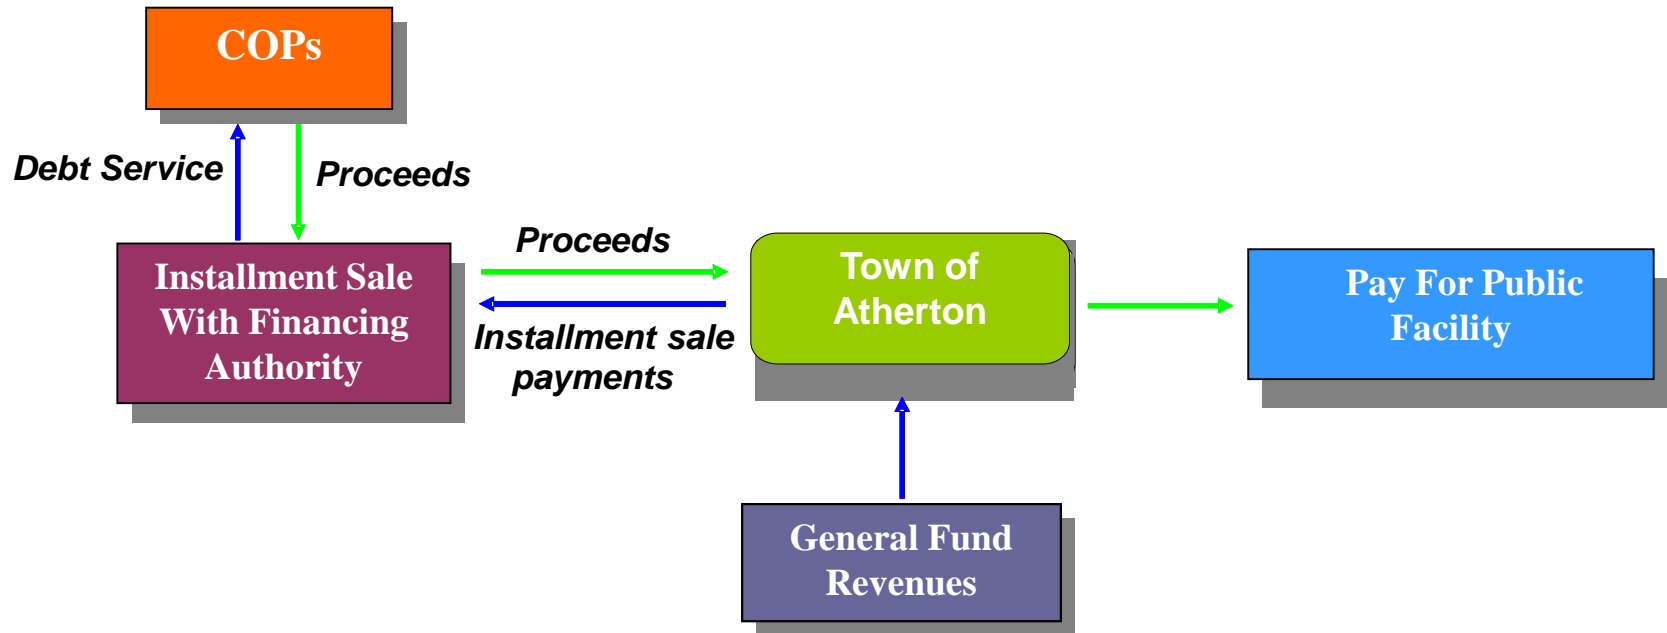 COPs
Debt Service
Proceeds
Installment Sale
With Financing
Authority
Proceeds
Installment sale
payments
Town of
Atherton
Pay For Public
Facility
General Fund
Revenues